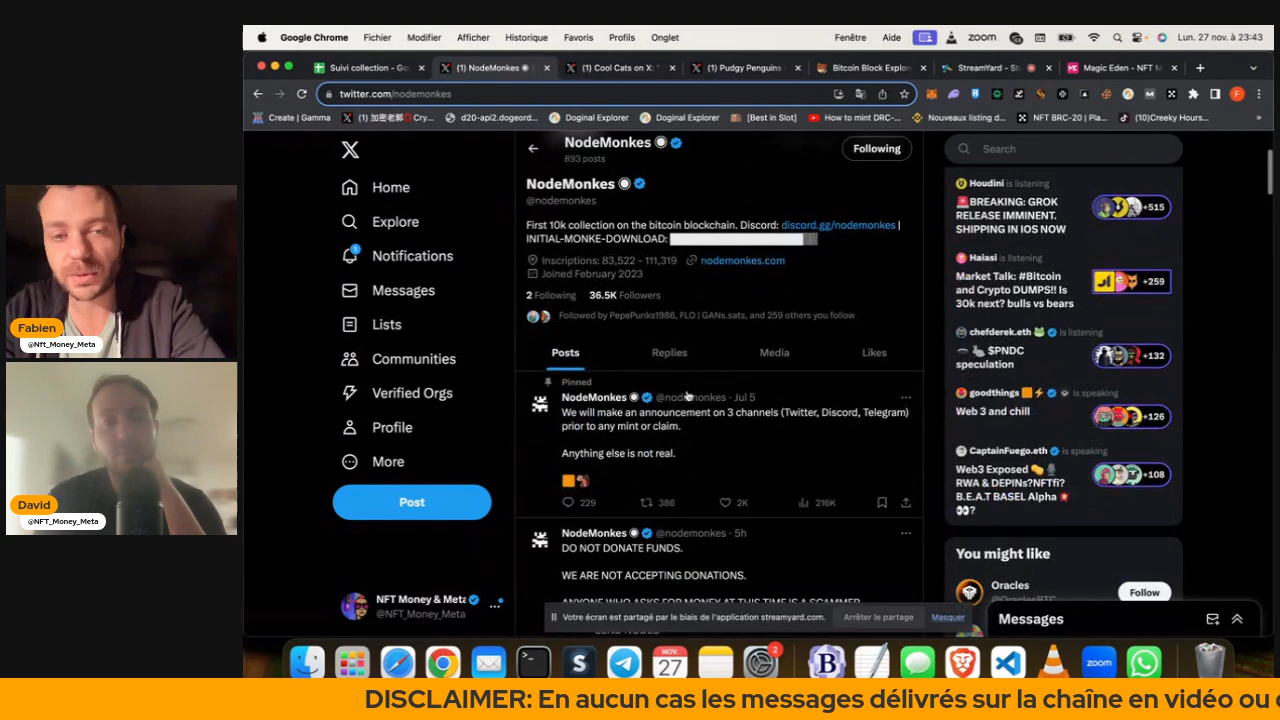 Google Chrome Fichier Modifier Afficher Historique Favoris Profils Onglet Fenêtre Aide zoom Lun. 27 nov. à 23:43
Suivi collection - Go (1) NodeMonkes (1) Cool Cats on X: " (1) Pudgy Penguins Bitcoin Block Explor StreamYard - St Magic Eden - NFT M
twitter.com/nodemonkes
Create | Gamma (1) 加密老郭 Cry... d20-api2.dogeord... Doginal Explorer Doginal Explorer [Best in Slot] How to mint DRC-... Nouveaux listing d... NFT BRC-20 | Pla... (10)Creeky Hours... »
NodeMonkes
893 posts
Following
Search
Home
Explore
Notifications
1
Messages
Lists
Communities
Verified Orgs
Profile
More
Post
NFT Money & Meta
@NFT_Money_Meta
NodeMonkes
@nodemonkes
First 10k collection on the bitcoin blockchain. Discord: discord.gg/nodemonkes |
INITIAL-MONKE-DOWNLOAD:
Inscriptions: 83,522 - 111,319 nodemonkes.com
Joined February 2023
2 Following 36.5K Followers
Followed by PepePunks1986, FLO | GANs.sats, and 259 others you follow
Posts Replies Media Likes
Pinned
NodeMonkes @nodemonkes · Jul 5
We will make an announcement on 3 channels (Twitter, Discord, Telegram)
prior to any mint or claim.
Anything else is not real.
229 386 2K 216K
NodeMonkes @nodemonkes · 5h
DO NOT DONATE FUNDS.
WE ARE NOT ACCEPTING DONATIONS.
ANYONE WHO ASKS FOR MONEY AT THIS TIME IS A SCAMMER
Votre écran est partagé par le biais de l'application streamyard.com. Arrêter le partage Masquer
Houdini is listening
BREAKING: GROK
RELEASE IMMINENT.
SHIPPING IN IOS NOW
+515
Haiasi is listening
Market Talk: #Bitcoin
and Crypto DUMPS!! Is
30k next? bulls vs bears
+259
chefderek.eth is listening
$PNDC
speculation
+132
goodthings is speaking
Web 3 and chill
+126
CaptainFuego.eth is speaking
Web3 Exposed
RWA & DEPINs?NFTfi?
B.E.A.T BASEL Alpha
?
+108
You might like
Oracles
@OraclesBTC
Follow
Messages
NOV.
27
2
zoom
Fabien
@Nft_Money_Meta
David
@NFT_Money_Meta
DISCLAIMER: En aucun cas les messages délivrés sur la chaîne en vidéo ou